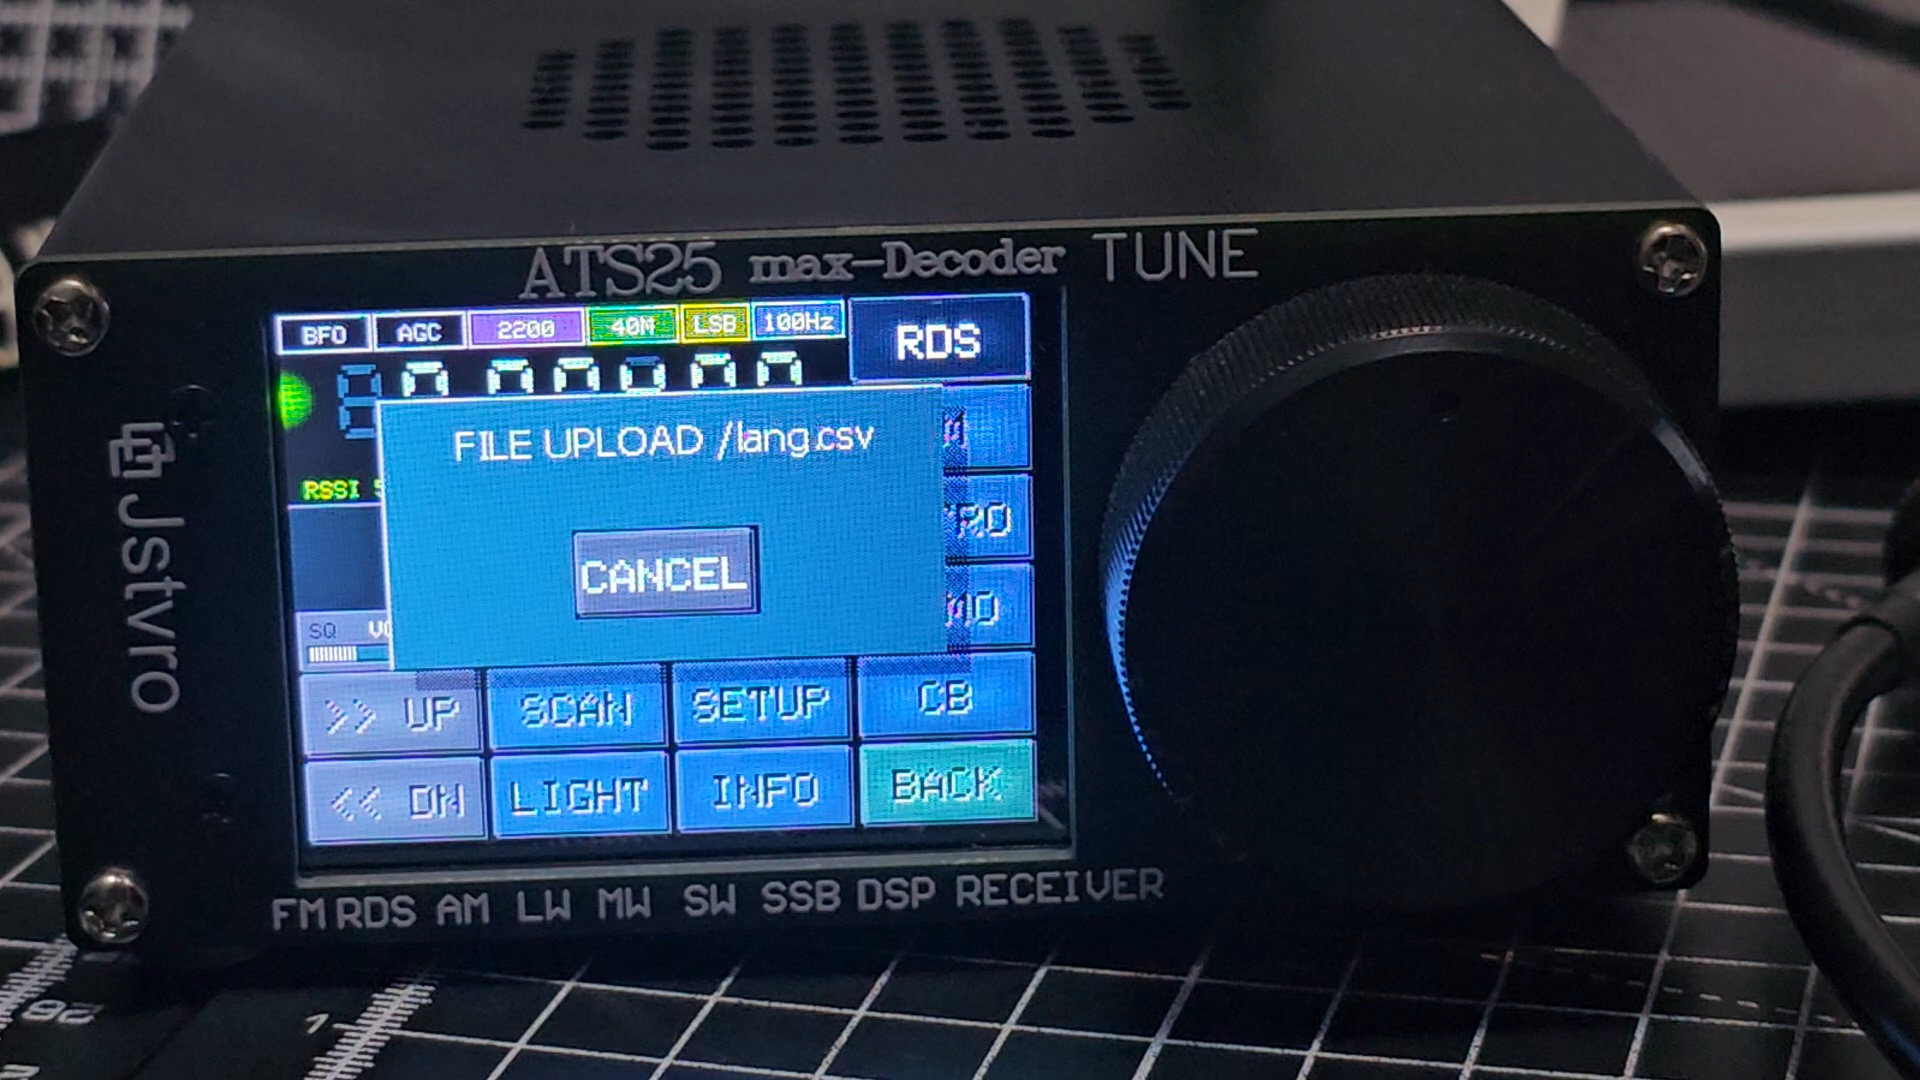 ATS25 max-Decoder TUNE
BFO AGC 2200 40M LSB 100Hz RDS
FILE UPLOAD /lang.csv
RSSI
CANCEL
SQ
>> UP SCAN SETUP CB
<< DN LIGHT INFO BACK
Jstvro
FM RDS AM LW MW SW SSB DSP RECEIVER